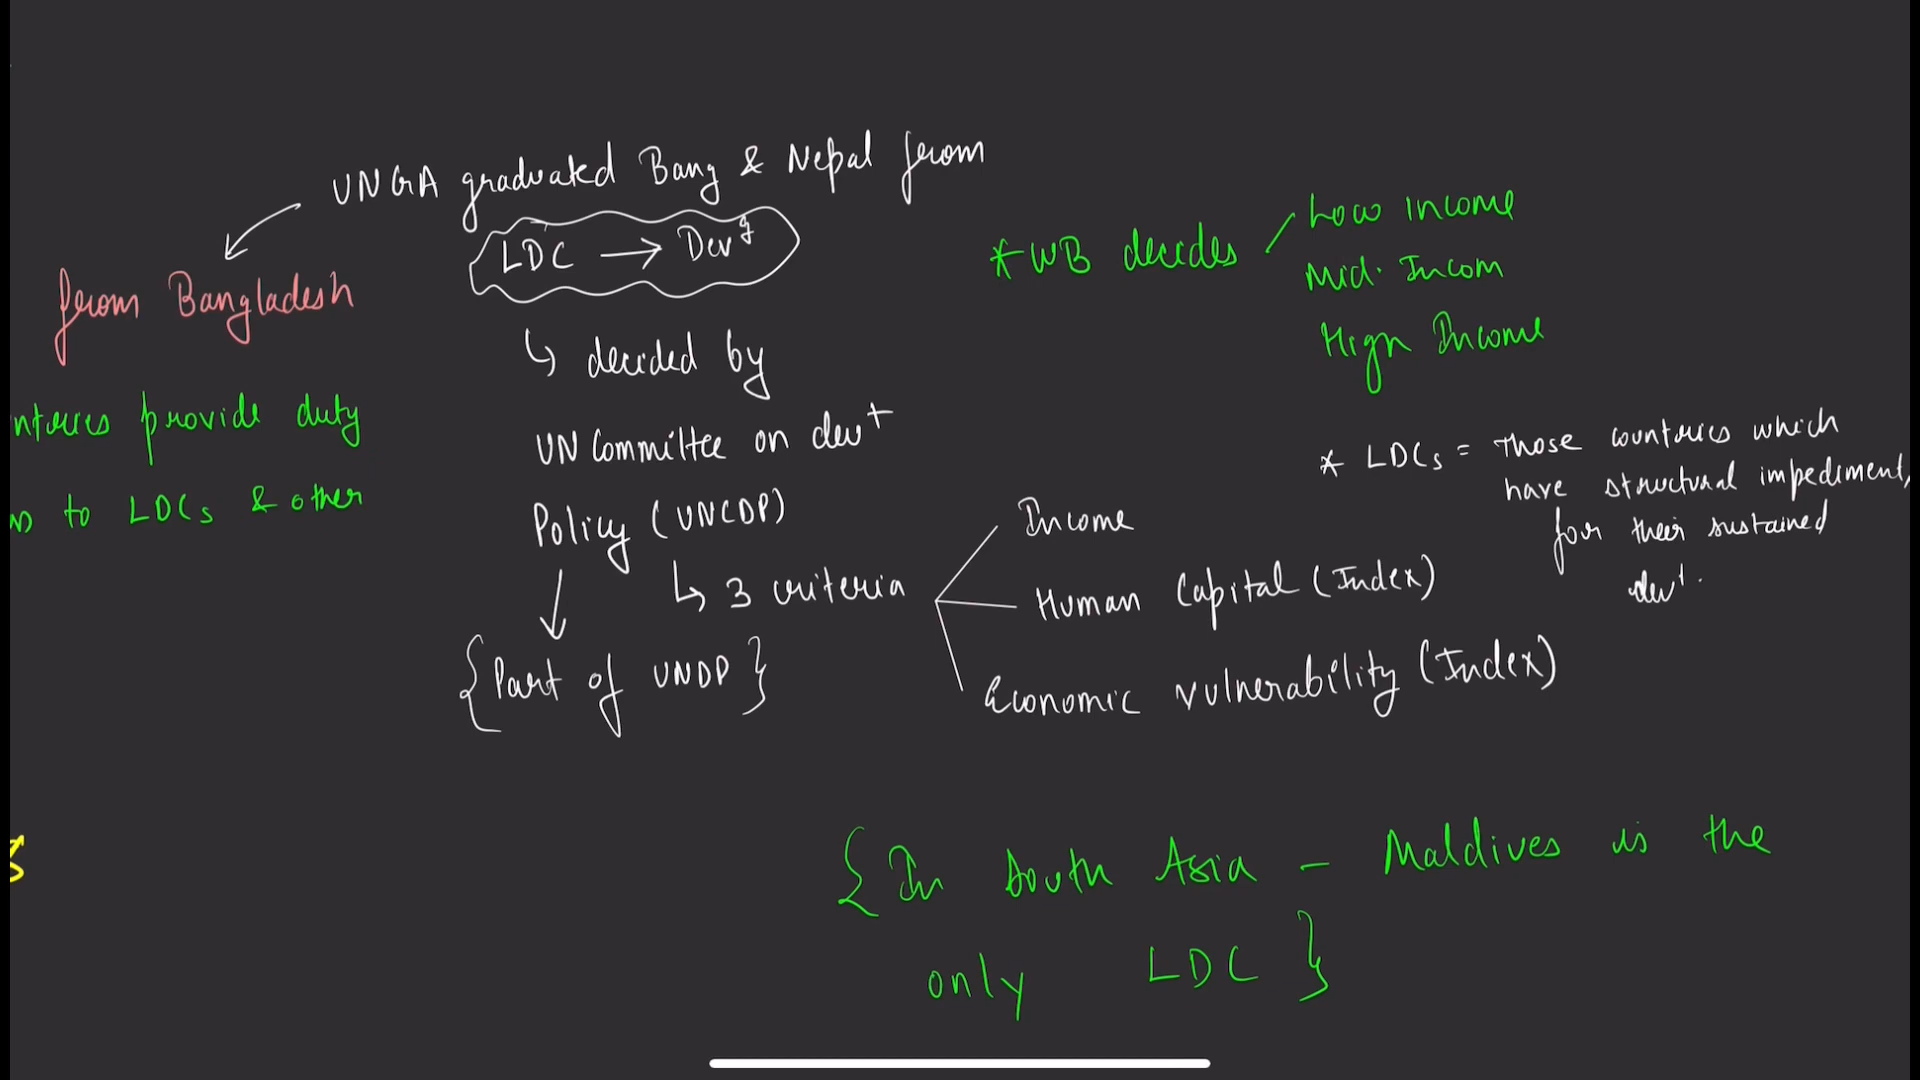 UNGA graduated Bang & Nepal from
LDC → Devg
↳ decided by
UN Committee on devt
Policy (UNCDP)
↳ 3 criteria
Income
Human Capital (Index)
Economic vulnerability (Index)
{Part of UNDP}
from Bangladesh
provide duty
to LDCs & other
* WB decides
Low income
Mid. Incom
High Income
* LDCs = Those countries which
have structural impediment,
for their sustained
devt.
{In South Asia - Maldives is the
only LDC}